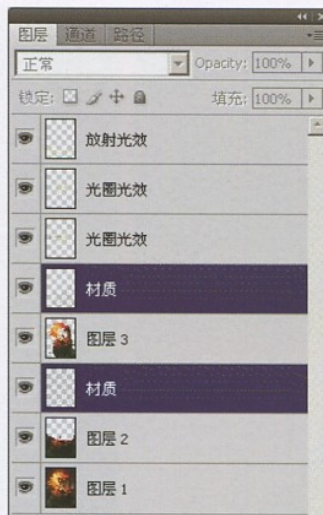 图层 通道 路径
正常 Opacity: 100%
锁定: 填充: 100%
放射光效
光圈光效
光圈光效
材质
图层 3
材质
图层 2
图层 1